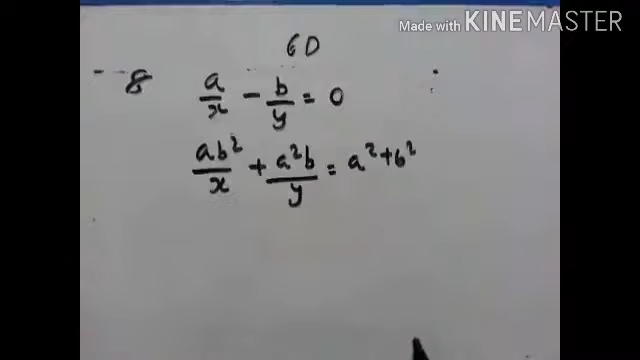 Made with KINEMASTER
6D
8 a/x - b/y = 0
ab²/x + a²b/y = a² + b²